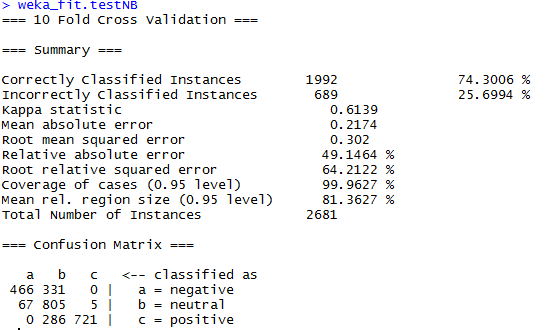 > weka_fit.testNB
=== 10 Fold Cross Validation ===
=== Summary ===
Correctly Classified Instances 1992 74.3006 %
Incorrectly Classified Instances 689 25.6994 %
Kappa statistic 0.6139
Mean absolute error 0.2174
Root mean squared error 0.302
Relative absolute error 49.1464 %
Root relative squared error 64.2122 %
Coverage of cases (0.95 level) 99.9627 %
Mean rel. region size (0.95 level) 81.3627 %
Total Number of Instances 2681
=== Confusion Matrix ===
a b c <-- classified as
466 331 0 | a = negative
67 805 5 | b = neutral
0 286 721 | c = positive